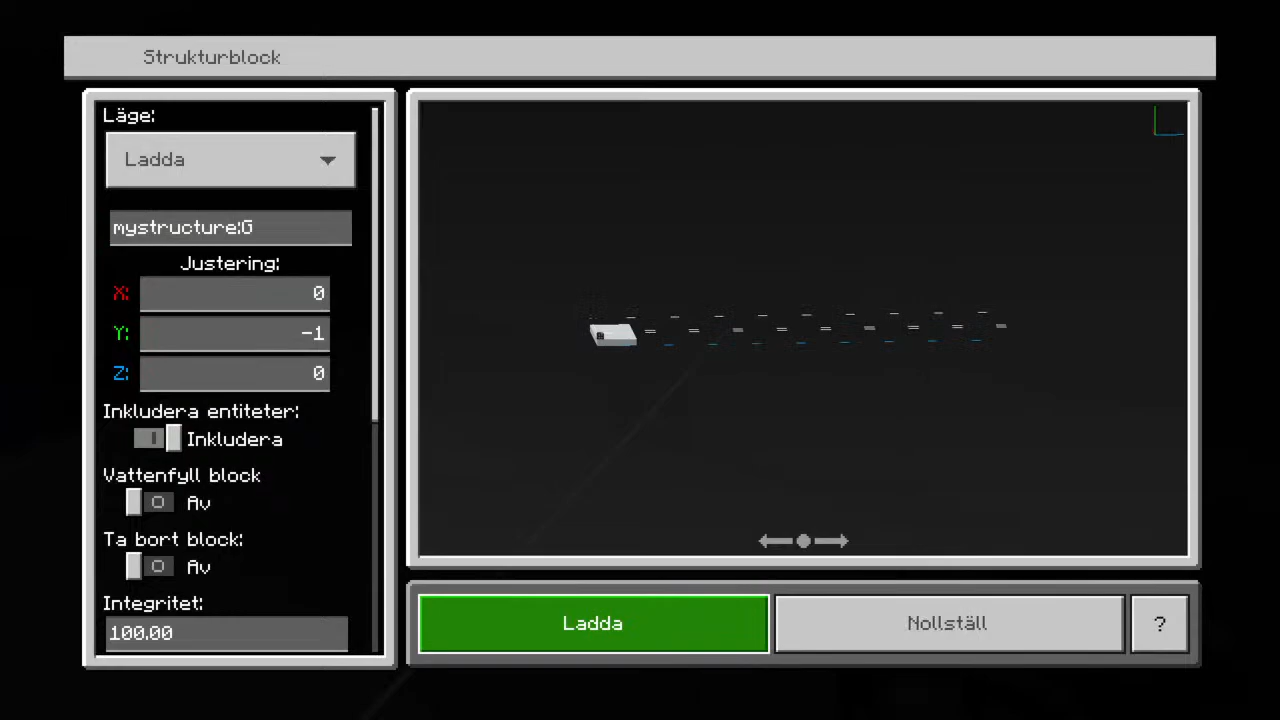 Strukturblock
Läge:
Ladda
mystructure:G
Justering:
X: 0
Y: -1
Z: 0
Inkludera entiteter:
Inkludera
Vattenfyll block
Av
Ta bort block:
Av
Integritet:
100.00
Ladda
Nollställ
?